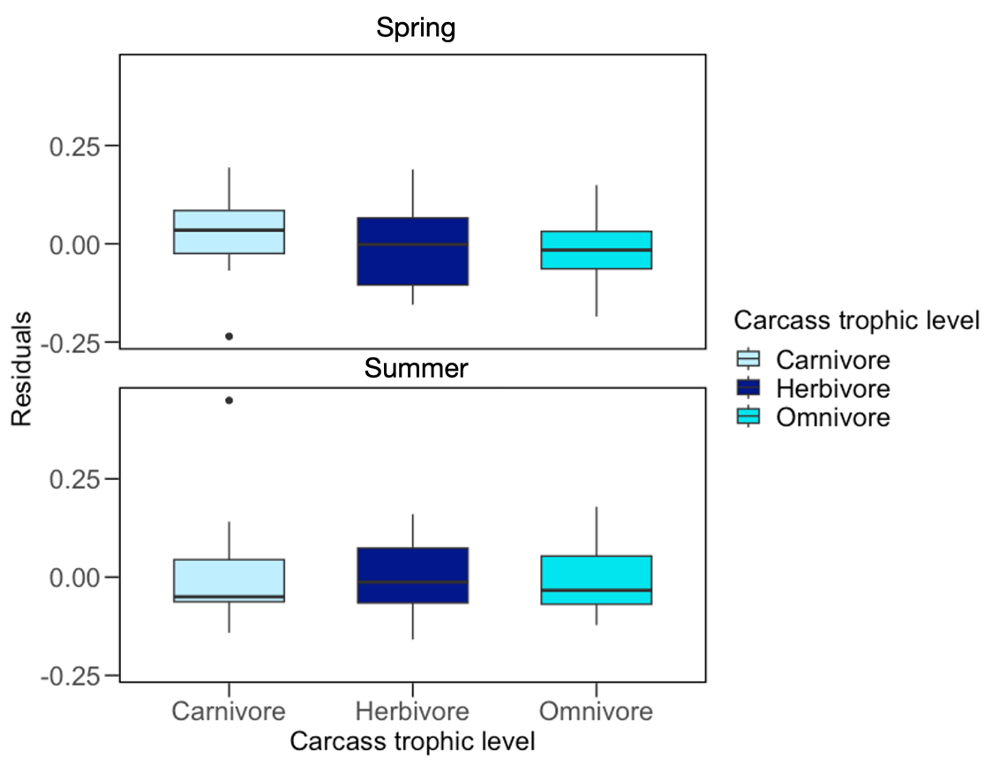 Spring
0.25
0.00
-0.25
Summer
0.25
0.00
-0.25
Residuals
Carnivore Herbivore Omnivore
Carcass trophic level
Carcass trophic level
Carnivore
Herbivore
Omnivore